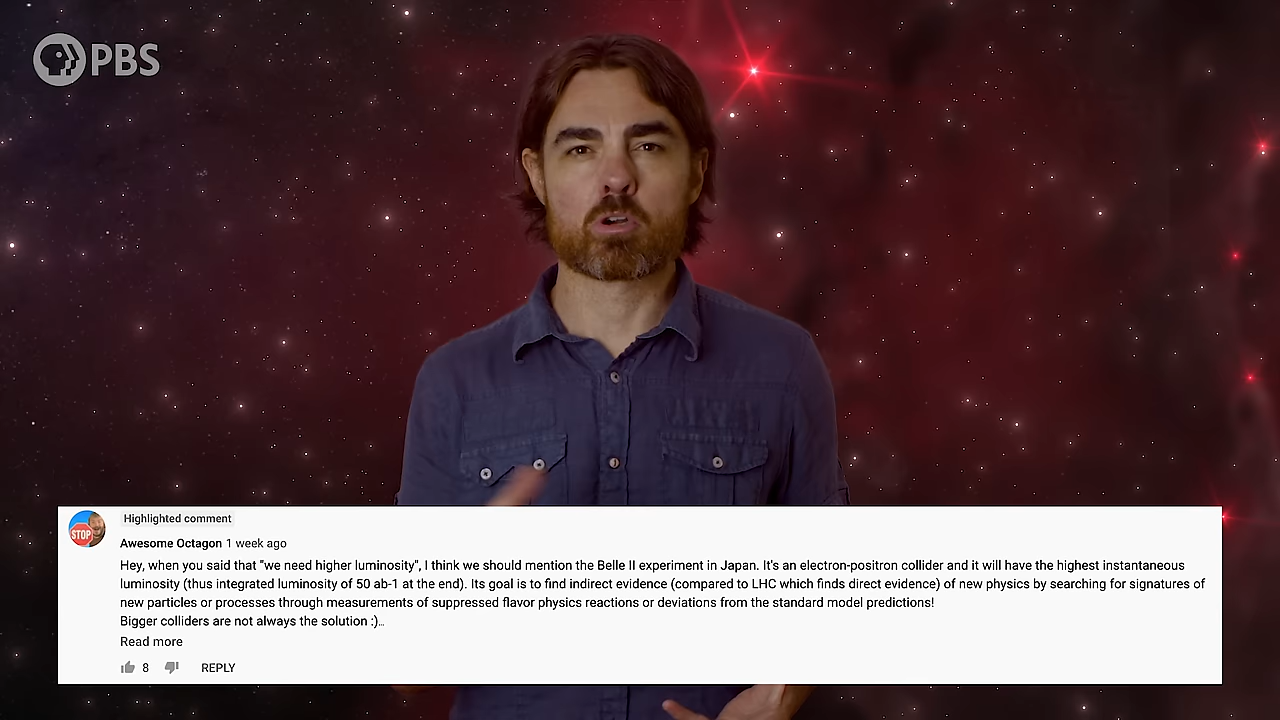 PBS
Highlighted comment
Awesome Octagon 1 week ago
Hey, when you said that "we need higher luminosity", I think we should mention the Belle II experiment in Japan. It's an electron-positron collider and it will have the highest instantaneous
luminosity (thus integrated luminosity of 50 ab-1 at the end). Its goal is to find indirect evidence (compared to LHC which finds direct evidence) of new physics by searching for signatures of
new particles or processes through measurements of suppressed flavor physics reactions or deviations from the standard model predictions!
Bigger colliders are not always the solution :)...
Read more
8 REPLY
STOP